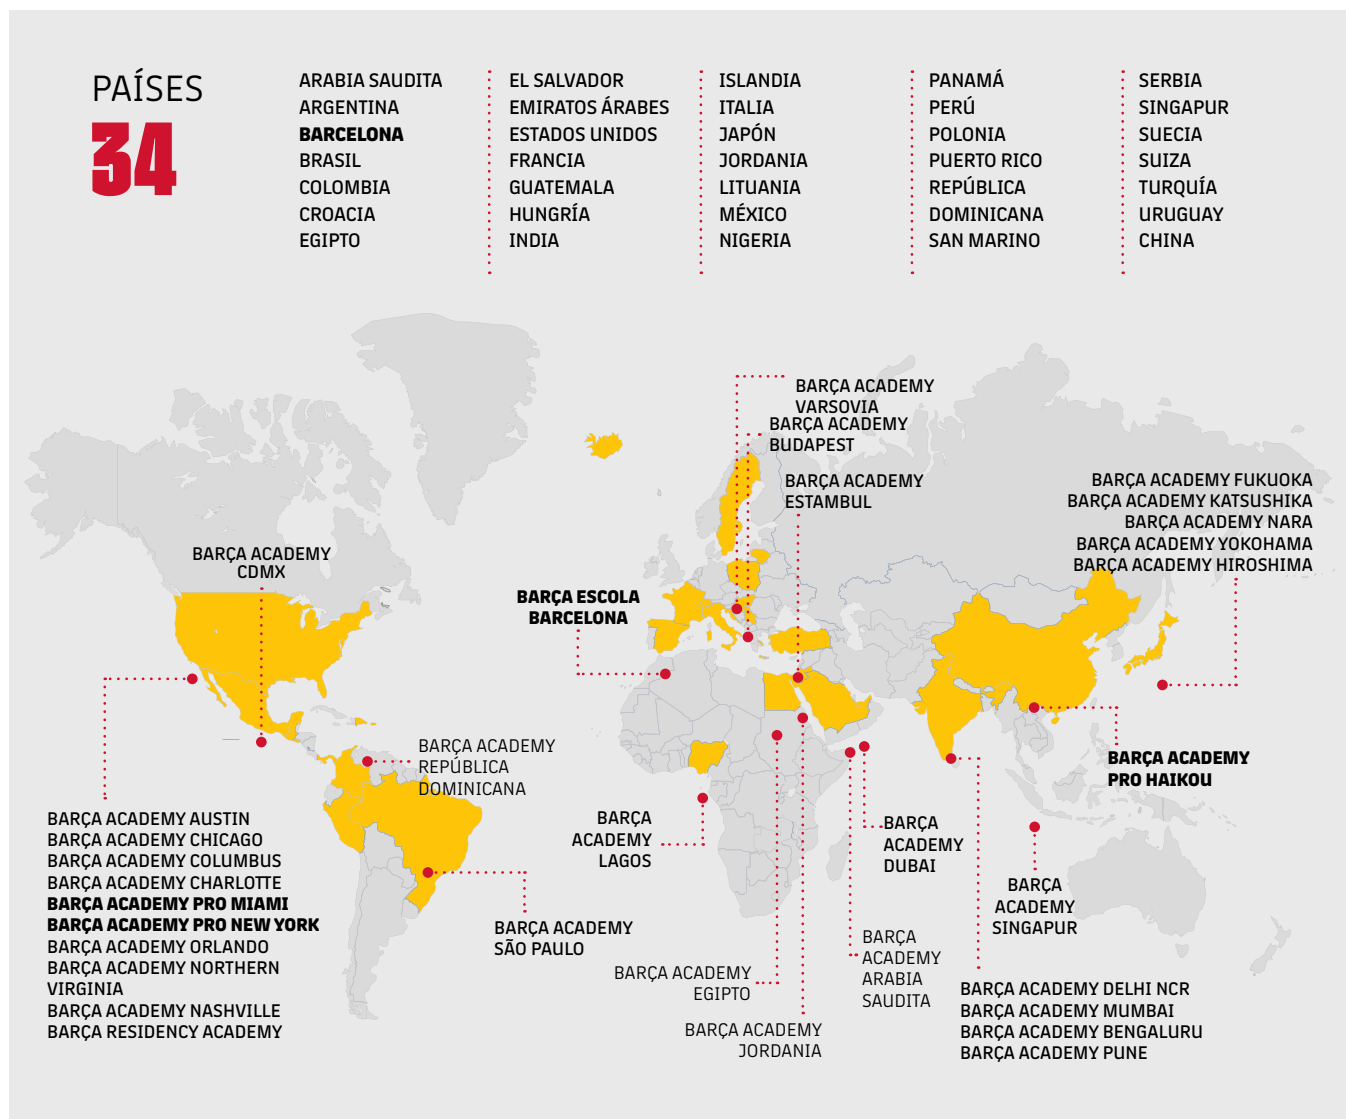 PAÍSES
34
ARABIA SAUDITA
ARGENTINA
BARCELONA
BRASIL
COLOMBIA
CROACIA
EGIPTO
EL SALVADOR
EMIRATOS ÁRABES
ESTADOS UNIDOS
FRANCIA
GUATEMALA
HUNGRÍA
INDIA
ISLANDIA
ITALIA
JAPÓN
JORDANIA
LITUANIA
MÉXICO
NIGERIA
PANAMÁ
PERÚ
POLONIA
PUERTO RICO
REPÚBLICA
DOMINICANA
SAN MARINO
SERBIA
SINGAPUR
SUECIA
SUIZA
TURQUÍA
URUGUAY
CHINA
BARÇA ACADEMY
VARSOVIA
BARÇA ACADEMY
BUDAPEST
BARÇA ACADEMY
ESTAMBUL
BARÇA ACADEMY FUKUOKA
BARÇA ACADEMY KATSUSHIKA
BARÇA ACADEMY NARA
BARÇA ACADEMY YOKOHAMA
BARÇA ACADEMY HIROSHIMA
BARÇA ACADEMY
CDMX
BARÇA ESCOLA
BARCELONA
BARÇA ACADEMY
REPÚBLICA
DOMINICANA
BARÇA ACADEMY
PRO HAIKOU
BARÇA ACADEMY AUSTIN
BARÇA ACADEMY CHICAGO
BARÇA ACADEMY COLUMBUS
BARÇA ACADEMY CHARLOTTE
BARÇA ACADEMY PRO MIAMI
BARÇA ACADEMY PRO NEW YORK
BARÇA ACADEMY ORLANDO
BARÇA ACADEMY NORTHERN
VIRGINIA
BARÇA ACADEMY NASHVILLE
BARÇA RESIDENCY ACADEMY
BARÇA
ACADEMY
LAGOS
BARÇA
ACADEMY
DUBAI
BARÇA
ACADEMY
SINGAPUR
BARÇA ACADEMY
SÃO PAULO
BARÇA
ACADEMY
ARABIA
SAUDITA
BARÇA ACADEMY
EGIPTO
BARÇA ACADEMY
JORDANIA
BARÇA ACADEMY DELHI NCR
BARÇA ACADEMY MUMBAI
BARÇA ACADEMY BENGALURU
BARÇA ACADEMY PUNE